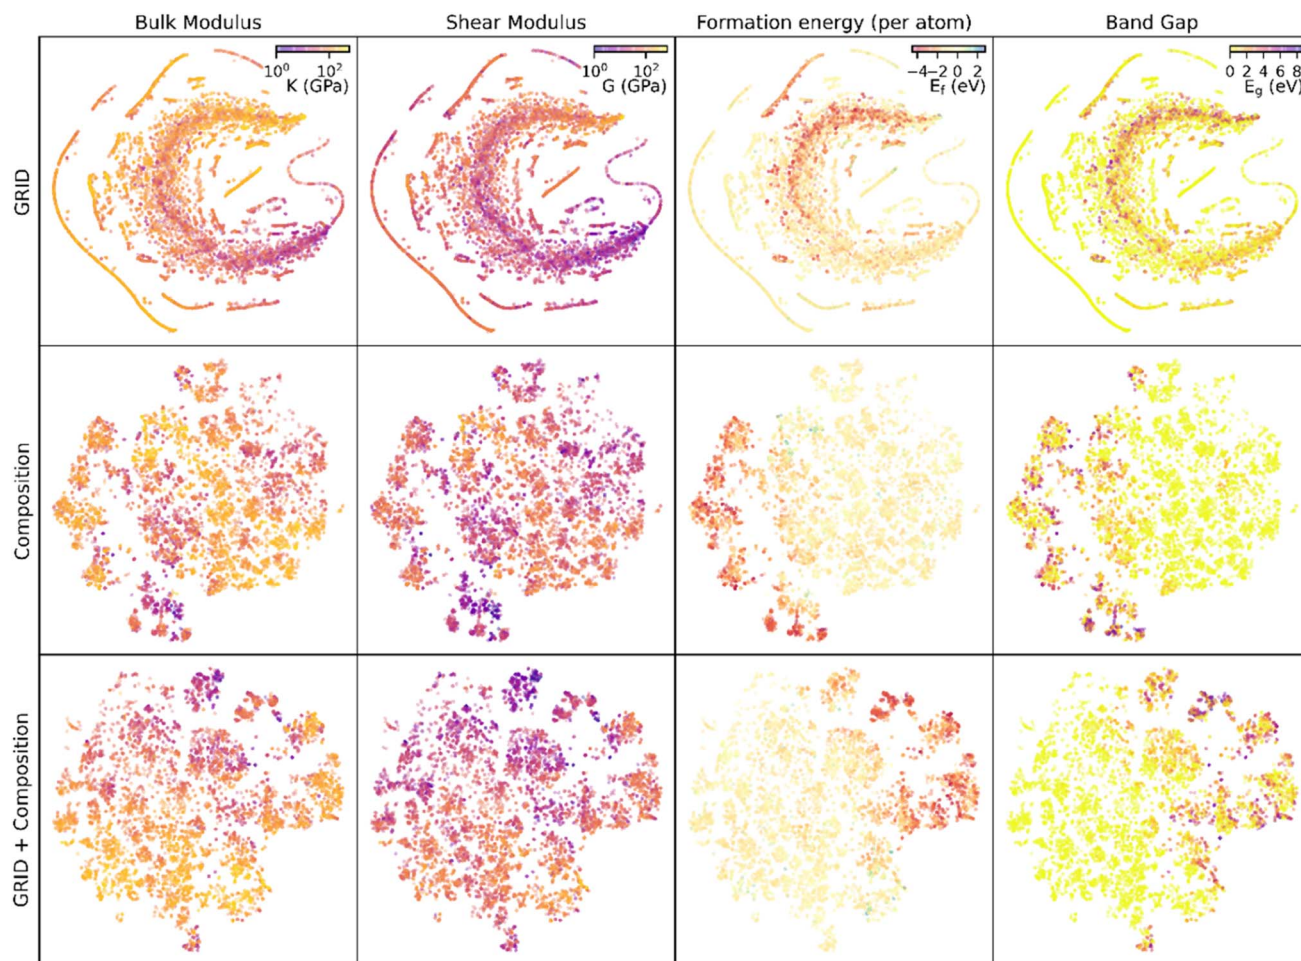 Bulk Modulus
Shear Modulus
Formation energy (per atom)
Band Gap
GRID
10⁰ 10²
K (GPa)
10⁰ 10²
G (GPa)
−4 −2 0 2
E_f (eV)
0 2 4 6 8
E_g (eV)
Composition
GRID + Composition